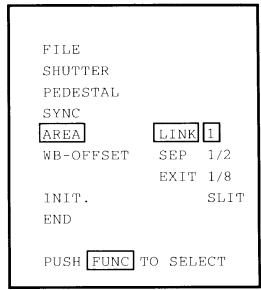 FILE
SHUTTER
PEDESTAL
SYNC
AREA LINK 1
WB-OFFSET SEP 1/2
EXIT 1/8
INIT. SLIT
END
PUSH FUNC TO SELECT